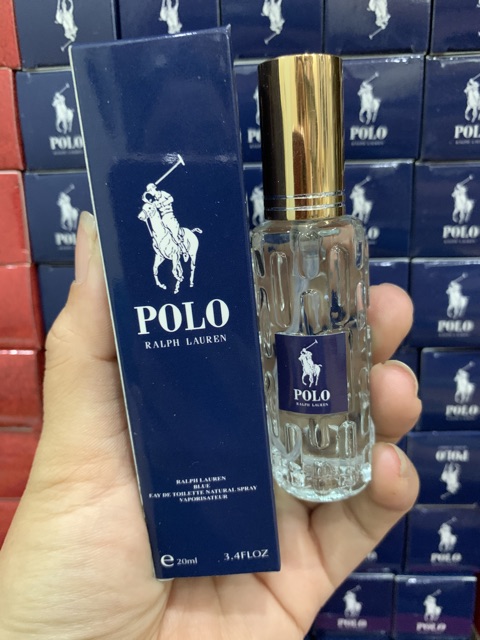 POLO
RALPH LAUREN
RALPH LAUREN
BLUE
EAU DE TOILETTE NATURAL SPRAY
VAPORISATEUR
e 20ml 3.4FLOZ
POLO
RALPH LAUREN
POLO
POLO
POLO
POLO
POLO
POLO
POLO
POLO